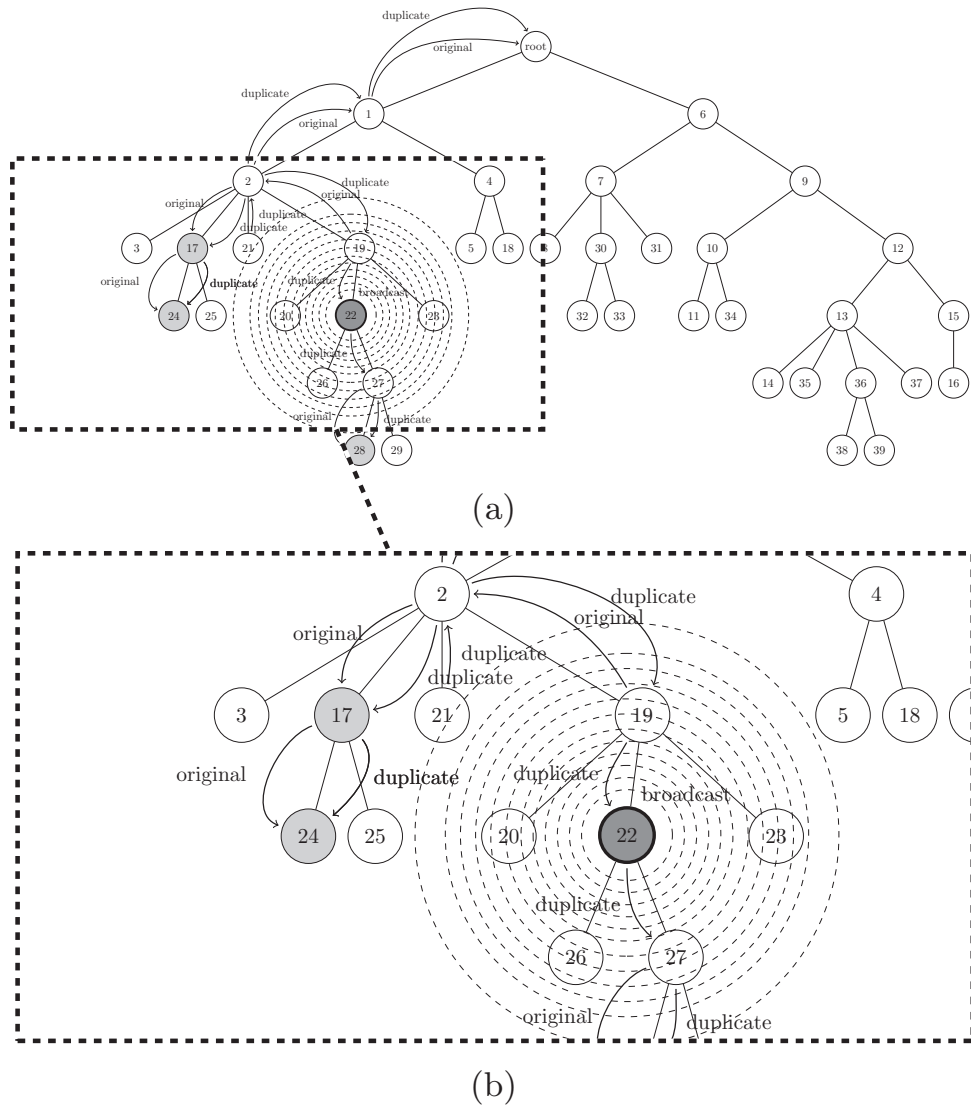 duplicate
original
root
duplicate
original
1
6
2
4
7
9
duplicate
original
original
duplicate
duplicate
3
17
21
19
5
18
8
30
31
10
12
original
duplicate
duplicate
broadcast
24
25
20
22
23
32
33
11
34
13
15
duplicate
26
27
14
35
36
37
16
original
duplicate
28
29
38
39
(a)
2
4
duplicate
original
original
duplicate
duplicate
3
17
21
19
5
18
original
duplicate
duplicate
broadcast
24
25
20
22
23
duplicate
26
27
original
duplicate
(b)